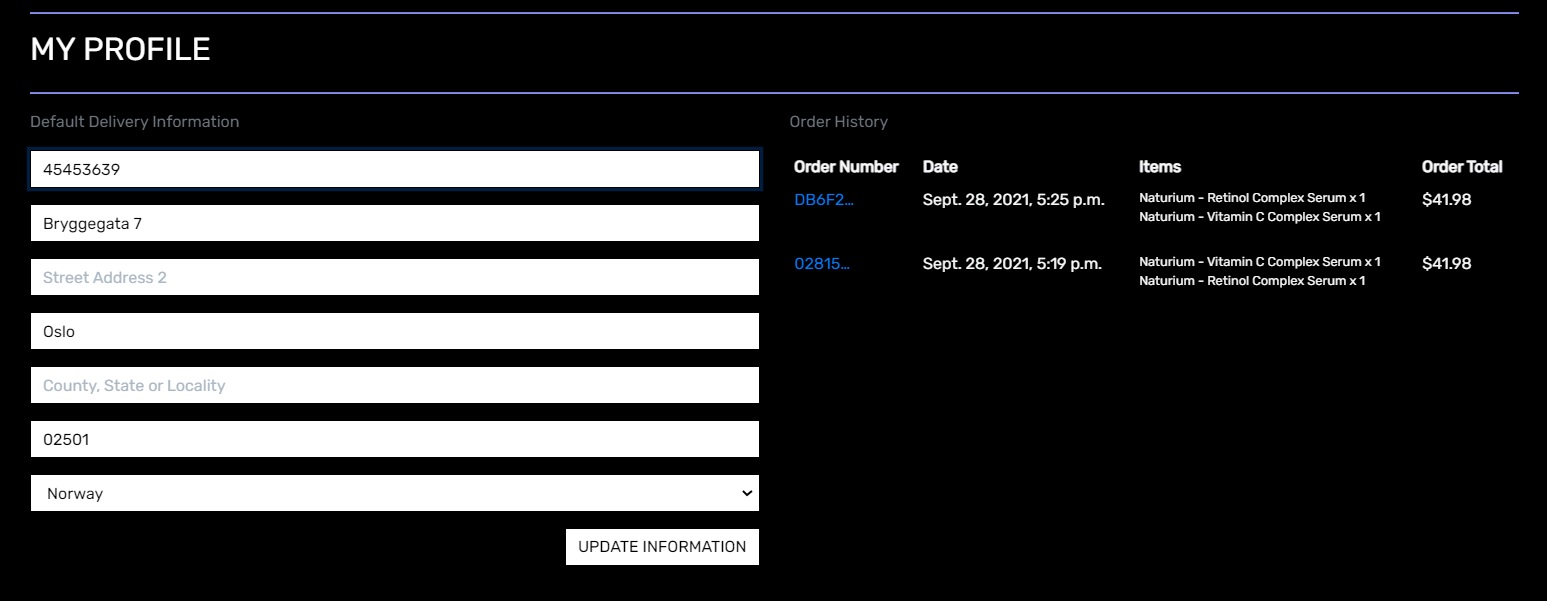 MY PROFILE
Default Delivery Information
45453639
Bryggegata 7
Street Address 2
Oslo
County, State or Locality
02501
Norway
UPDATE INFORMATION
Order History
Order Number Date Items Order Total
DB6F2... Sept. 28, 2021, 5:25 p.m. Naturium - Retinol Complex Serum x 1 $41.98
Naturium - Vitamin C Complex Serum x 1
02815... Sept. 28, 2021, 5:19 p.m. Naturium - Vitamin C Complex Serum x 1 $41.98
Naturium - Retinol Complex Serum x 1